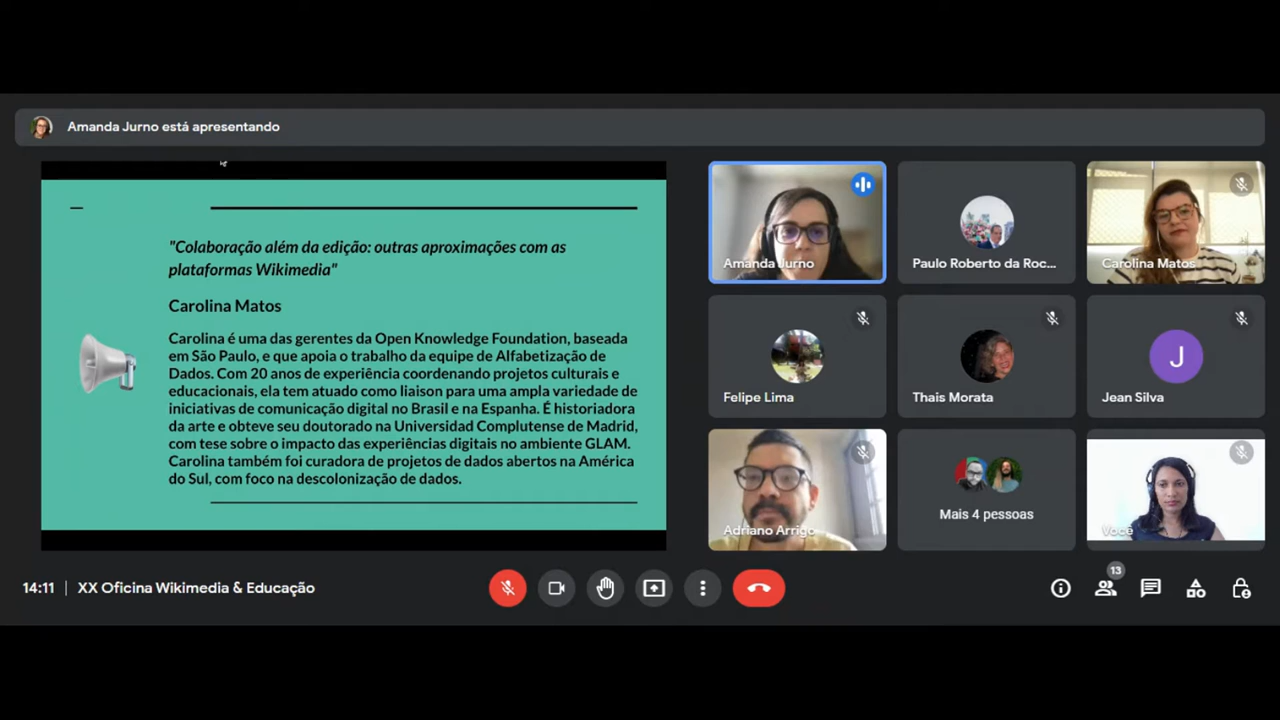 Amanda Jurno está apresentando
"Colaboração além da edição: outras aproximações com as
plataformas Wikimedia"
Carolina Matos
Carolina é uma das gerentes da Open Knowledge Foundation, baseada
em São Paulo, e que apoia o trabalho da equipe de Alfabetização de
Dados. Com 20 anos de experiência coordenando projetos culturais e
educacionais, ela tem atuado como liaison para uma ampla variedade de
iniciativas de comunicação digital no Brasil e na Espanha. É historiadora
da arte e obteve seu doutorado na Universidad Complutense de Madrid,
com tese sobre o impacto das experiências digitais no ambiente GLAM.
Carolina também foi curadora de projetos de dados abertos na América
do Sul, com foco na descolonização de dados.
Amanda Jurno
Paulo Roberto da Roc...
Carolina Matos
Felipe Lima
Thais Morata
J
Jean Silva
Adriano Arrigo
Mais 4 pessoas
Você
14:11 | XX Oficina Wikimedia & Educação
13